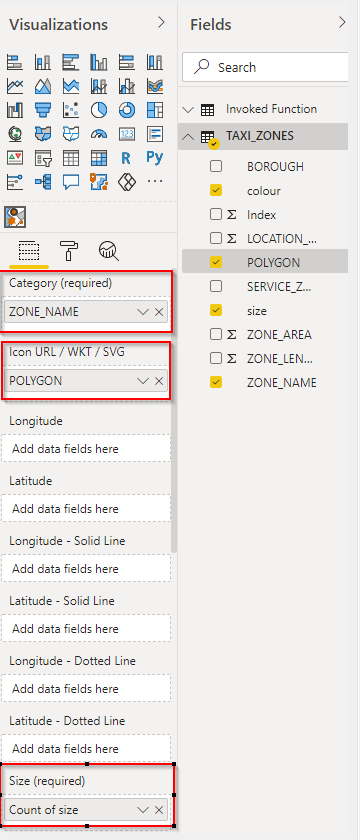 Visualizations
Fields
Search
Invoked Function
TAXI_ZONES
BOROUGH
colour
Σ Index
Σ LOCATION_...
POLYGON
SERVICE_Z...
size
Σ ZONE_AREA
Σ ZONE_LEN...
ZONE_NAME
123
R
Py
...
Category (required)
ZONE_NAME
Icon URL / WKT / SVG
POLYGON
Longitude
Add data fields here
Latitude
Add data fields here
Longitude - Solid Line
Add data fields here
Latitude - Solid Line
Add data fields here
Longitude - Dotted Line
Add data fields here
Latitude - Dotted Line
Add data fields here
Size (required)
Count of size